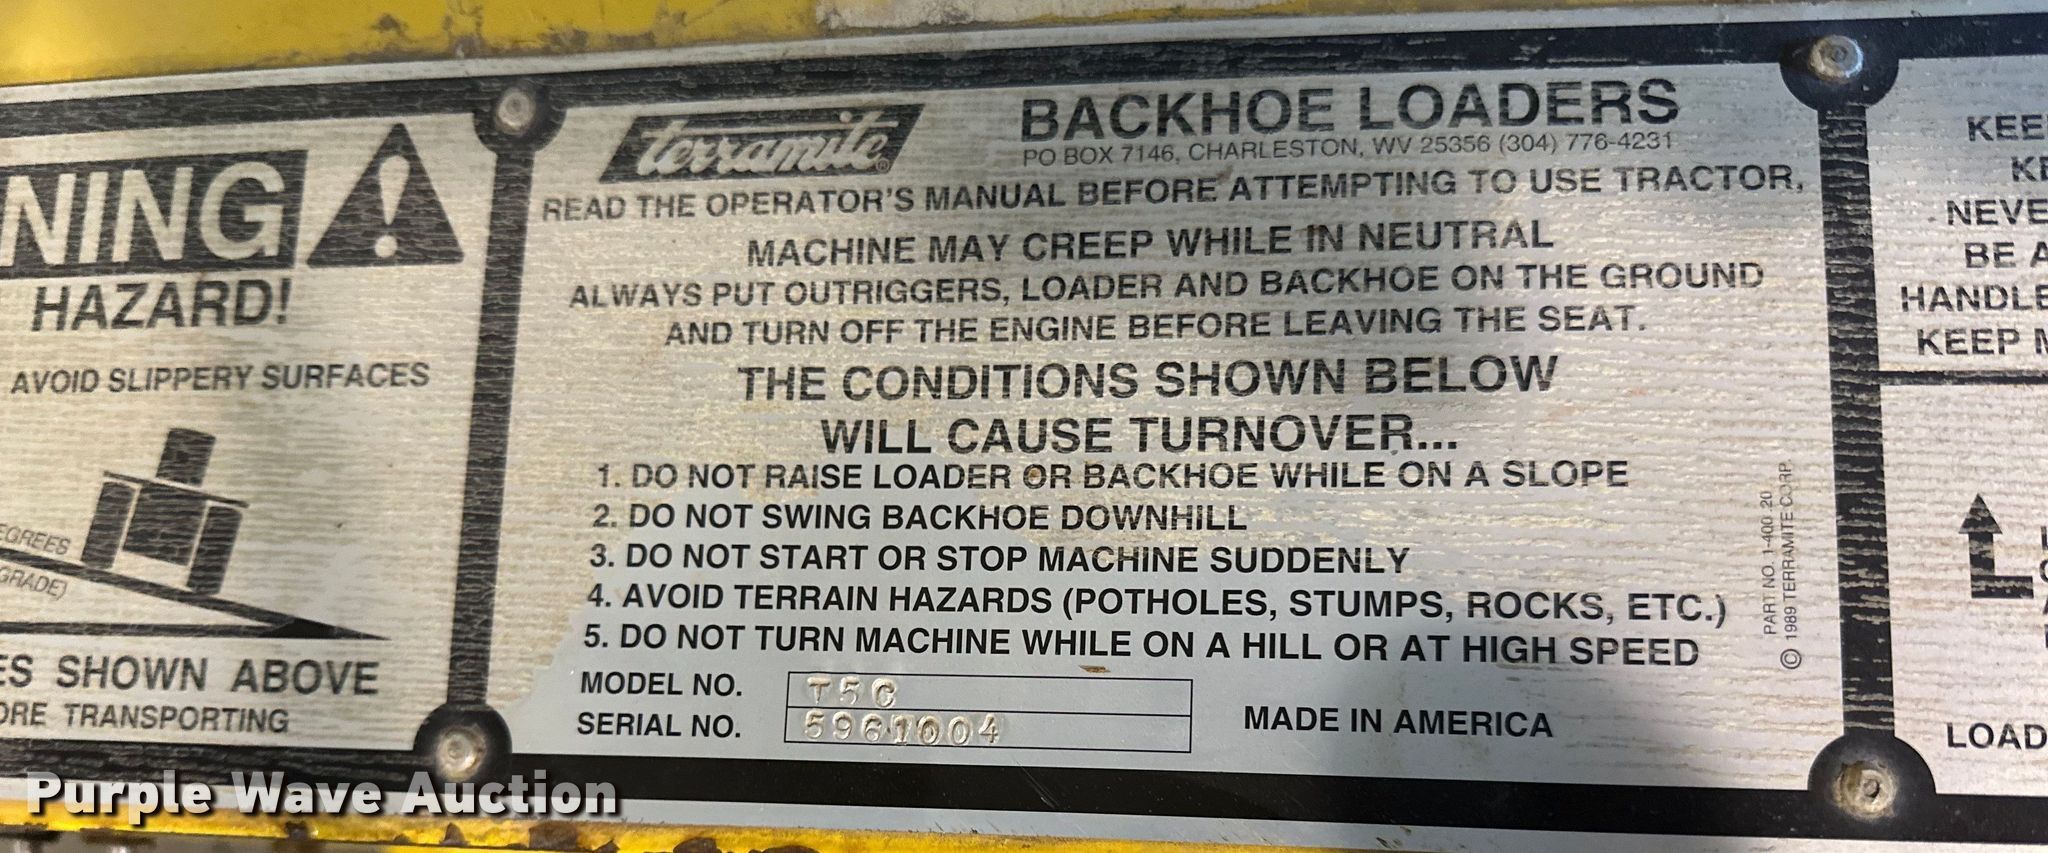 NING
HAZARD!
AVOID SLIPPERY SURFACES
EGREES
GRADE)
ES SHOWN ABOVE
ORE TRANSPORTING
terramite®
BACKHOE LOADERS
PO BOX 7146, CHARLESTON, WV 25356 (304) 776-4231
READ THE OPERATOR'S MANUAL BEFORE ATTEMPTING TO USE TRACTOR,
MACHINE MAY CREEP WHILE IN NEUTRAL
ALWAYS PUT OUTRIGGERS, LOADER AND BACKHOE ON THE GROUND
AND TURN OFF THE ENGINE BEFORE LEAVING THE SEAT.
THE CONDITIONS SHOWN BELOW
WILL CAUSE TURNOVER...
1. DO NOT RAISE LOADER OR BACKHOE WHILE ON A SLOPE
2. DO NOT SWING BACKHOE DOWNHILL
3. DO NOT START OR STOP MACHINE SUDDENLY
4. AVOID TERRAIN HAZARDS (POTHOLES, STUMPS, ROCKS, ETC.)
5. DO NOT TURN MACHINE WHILE ON A HILL OR AT HIGH SPEED
MODEL NO. T5C
SERIAL NO. 5961004
MADE IN AMERICA
PART NO. 1-400 20
© 1989 TERRAMITE CORP.
KEE
KE
NEVE
BE A
HANDLE
KEEP M
LOAD
Purple Wave Auction